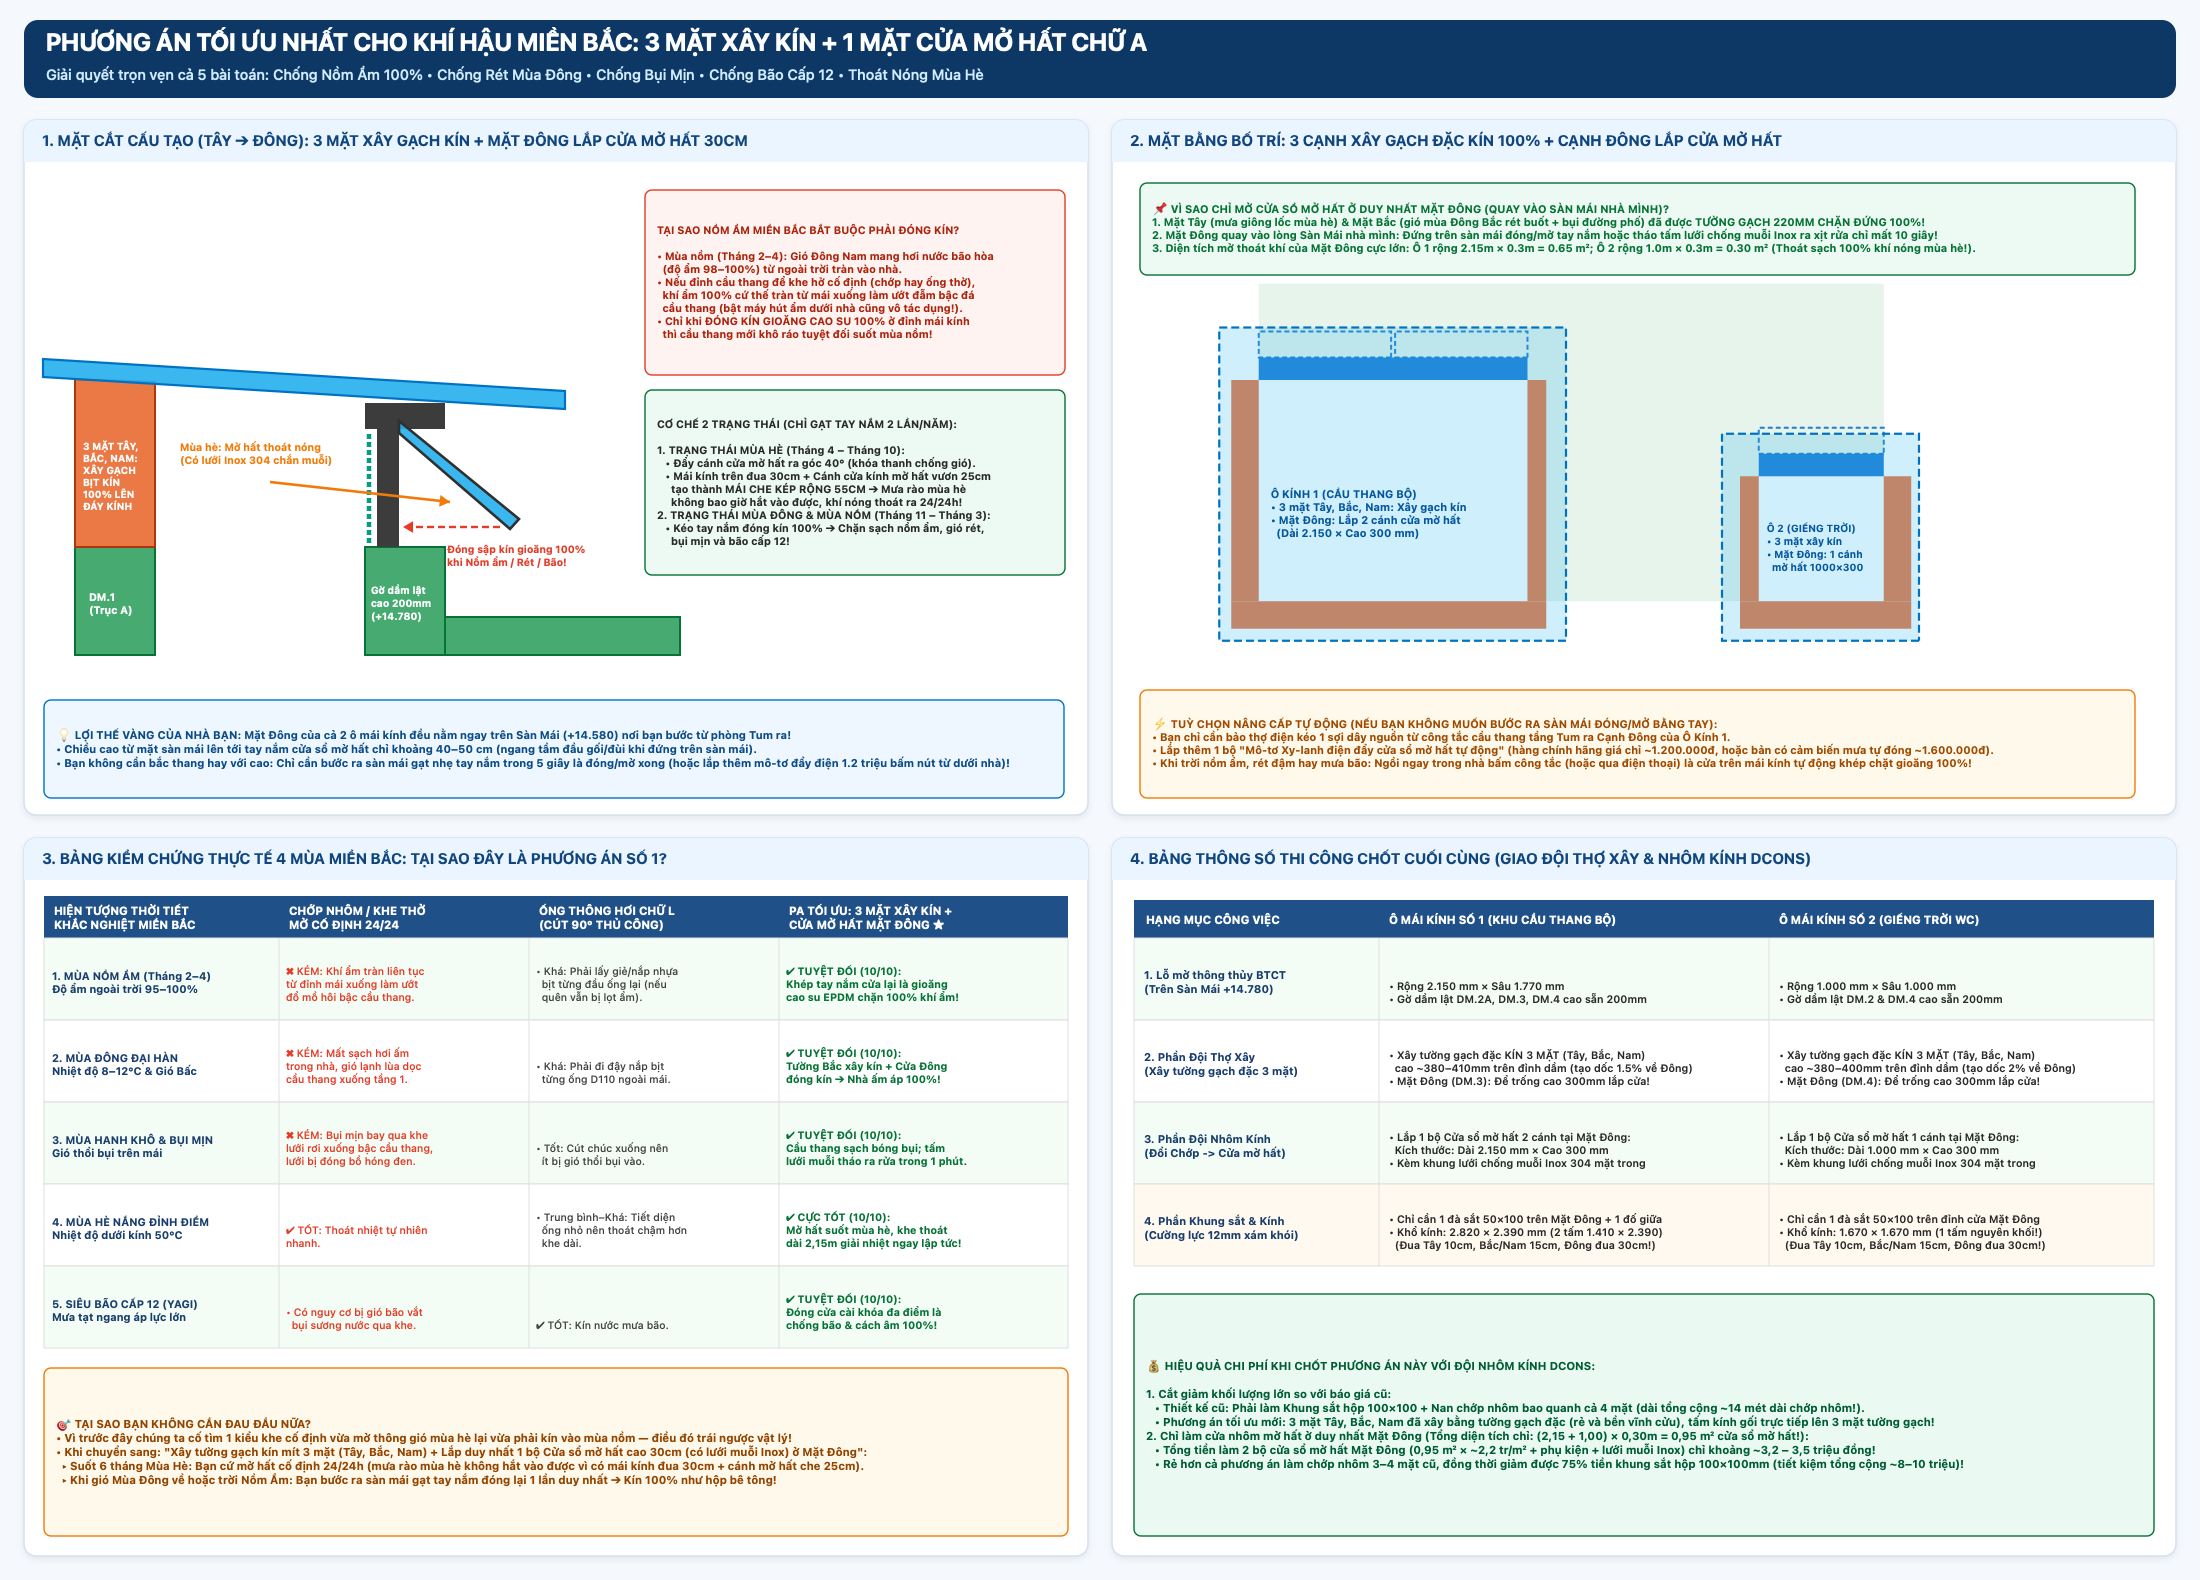 PHƯƠNG ÁN TỐI ƯU NHẤT CHO KHÍ HẬU MIỀN BẮC: 3 MẶT XÂY KÍN + 1 MẶT CỬA MỞ HẤT CHỮ A
Giải quyết trọn vẹn cả 5 bài toán: Chống Nồm Ẩm 100% • Chống Rét Mùa Đông • Chống Bụi Mịn • Chống Bão Cấp 12 • Thoát Nóng Mùa Hè
1. MẶT CẮT CẤU TẠO (TÂY ➔ ĐÔNG): 3 MẶT XÂY GẠCH KÍN + MẶT ĐÔNG LẮP CỬA MỞ HẤT 30CM
TẠI SAO NỒM ẨM MIỀN BẮC BẮT BUỘC PHẢI ĐÓNG KÍN?
• Mùa nồm (Tháng 2–4): Gió Đông Nam mang hơi nước bão hòa
(độ ẩm 98–100%) từ ngoài trời tràn vào nhà.
• Nếu đỉnh cầu thang để khe hở cố định (chớp hay ống thở),
khí ẩm 100% cứ thế tràn từ mái xuống làm ướt đẫm bậc đá
cầu thang (bật máy hút ẩm dưới nhà cũng vô tác dụng!).
• Chỉ khi ĐÓNG KÍN GIOĂNG CAO SU 100% ở đỉnh mái kính
thì cầu thang mới khô ráo tuyệt đối suốt mùa nồm!
CƠ CHẾ 2 TRẠNG THÁI (CHỈ GẠT TAY NẮM 2 LẦN/NĂM):
1. TRẠNG THÁI MÙA HÈ (Tháng 4 – Tháng 10):
• Đẩy cánh cửa mở hất ra góc 40° (khóa thanh chống gió).
• Mái kính trên đua 30cm + Cánh cửa kính mở hất vươn 25cm
tạo thành MÁI CHE KÉP RỘNG 55CM ➔ Mưa rào mùa hè
không bao giờ hắt vào được, khí nóng thoát ra 24/24h!
2. TRẠNG THÁI MÙA ĐÔNG & MÙA NỒM (Tháng 11 – Tháng 3):
• Kéo tay nắm đóng kín 100% ➔ Chặn sạch nồm ẩm, gió rét,
bụi mịn và bão cấp 12!
3 MẶT TÂY,
BẮC, NAM:
XÂY GẠCH
BỊT KÍN
100% LÊN
ĐÁY KÍNH
Mùa hè: Mở hất thoát nóng
(Có lưới Inox 304 chắn muỗi)
Đóng sập kín gioăng 100%
khi Nồm ẩm / Rét / Bão!
DM.1
(Trục A)
Gờ dầm lật
cao 200mm
(+14.780)
💡 LỢI THẾ VÀNG CỦA NHÀ BẠN: Mặt Đông của cả 2 ô mái kính đều nằm ngay trên Sàn Mái (+14.580) nơi bạn bước từ phòng Tum ra!
• Chiều cao từ mặt sàn mái lên tới tay nắm cửa sổ mở hất chỉ khoảng 40–50 cm (ngang tầm đầu gối/đùi khi đứng trên sàn mái).
• Bạn không cần bắc thang hay với cao: Chỉ cần bước ra sàn mái gạt nhẹ tay nắm trong 5 giây là đóng/mở xong (hoặc lắp thêm mô-tơ đẩy điện 1.2 triệu bấm nút từ dưới nhà)!
2. MẶT BẰNG BỐ TRÍ: 3 CẠNH XÂY GẠCH ĐẶC KÍN 100% + CẠNH ĐÔNG LẮP CỬA MỞ HẤT
📌 VÌ SAO CHỈ MỞ CỬA SỔ MỞ HẤT Ở DUY NHẤT MẶT ĐÔNG (QUAY VÀO SÀN MÁI NHÀ MÌNH)?
1. Mặt Tây (mưa giông lốc mùa hè) & Mặt Bắc (gió mùa Đông Bắc rét buốt + bụi đường phố) đã được TƯỜNG GẠCH 220MM CHẶN ĐỨNG 100%!
2. Mặt Đông quay vào lòng Sàn Mái nhà mình: Đứng trên sàn mái đóng/mở tay nắm hoặc tháo tấm lưới chống muỗi Inox ra xịt rửa chỉ mất 10 giây!
3. Diện tích mở thoát khí của Mặt Đông cực lớn: Ô 1 rộng 2.15m × 0.3m = 0.65 m²; Ô 2 rộng 1.0m × 0.3m = 0.30 m² (Thoát sạch 100% khí nóng mùa hè!).
Ô KÍNH 1 (CẦU THANG BỘ)
• 3 mặt Tây, Bắc, Nam: Xây gạch kín
• Mặt Đông: Lắp 2 cánh cửa mở hất
(Dài 2.150 × Cao 300 mm)
Ô 2 (GIẾNG TRỜI)
• 3 mặt xây kín
• Mặt Đông: 1 cánh
mở hất 1000×300
⚡ TUỲ CHỌN NÂNG CẤP TỰ ĐỘNG (NẾU BẠN KHÔNG MUỐN BƯỚC RA SÀN MÁI ĐÓNG/MỞ BẰNG TAY):
• Bạn chỉ cần bảo thợ điện kéo 1 sợi dây nguồn từ công tắc cầu thang tầng Tum ra Cạnh Đông của Ô Kính 1.
• Lắp thêm 1 bộ "Mô-tơ Xy-lanh điện đẩy cửa sổ mở hất tự động" (hàng chính hãng giá chỉ ~1.200.000đ, hoặc bản có cảm biến mưa tự đóng ~1.600.000đ).
• Khi trời nồm ẩm, rét đậm hay mưa bão: Ngồi ngay trong nhà bấm công tắc (hoặc qua điện thoại) là cửa trên mái kính tự động khép chặt gioăng 100%!
3. BẢNG KIỂM CHỨNG THỰC TẾ 4 MÙA MIỀN BẮC: TẠI SAO ĐÂY LÀ PHƯƠNG ÁN SỐ 1?
HIỆN TƯỢNG THỜI TIẾT
KHẮC NGHIỆT MIỀN BẮC
CHỚP NHÔM / KHE THỞ
MỞ CỐ ĐỊNH 24/24
ỐNG THÔNG HƠI CHỮ L
(CÚT 90° THỦ CÔNG)
PA TỐI ƯU: 3 MẶT XÂY KÍN +
CỬA MỞ HẤT MẶT ĐÔNG ★
1. MÙA NỒM ẨM (Tháng 2–4)
Độ ẩm ngoài trời 95–100%
✖ KÉM: Khí ẩm tràn liên tục
từ đỉnh mái xuống làm ướt
đổ mồ hôi bậc cầu thang.
• Khá: Phải lấy giẻ/nắp nhựa
bịt từng đầu ống lại (nếu
quên vẫn bị lọt ẩm).
✔ TUYỆT ĐỐI (10/10):
Khép tay nắm cửa lại là gioăng
cao su EPDM chặn 100% khí ẩm!
2. MÙA ĐÔNG ĐẠI HÀN
Nhiệt độ 8–12°C & Gió Bấc
✖ KÉM: Mất sạch hơi ấm
trong nhà, gió lạnh lùa dọc
cầu thang xuống tầng 1.
• Khá: Phải đi đậy nắp bịt
từng ống D110 ngoài mái.
✔ TUYỆT ĐỐI (10/10):
Tường Bắc xây kín + Cửa Đông
đóng kín ➔ Nhà ấm áp 100%!
3. MÙA HANH KHÔ & BỤI MỊN
Gió thổi bụi trên mái
✖ KÉM: Bụi mịn bay qua khe
lưới rơi xuống bậc cầu thang,
lưới bị đóng bồ hóng đen.
• Tốt: Cút chúc xuống nên
ít bị gió thổi bụi vào.
✔ TUYỆT ĐỐI (10/10):
Cầu thang sạch bóng bụi; tấm
lưới muỗi tháo ra rửa trong 1 phút.
4. MÙA HÈ NẮNG ĐỈNH ĐIỂM
Nhiệt độ dưới kính 50°C
✔ TỐT: Thoát nhiệt tự nhiên
nhanh.
• Trung bình–Khá: Tiết diện
ống nhỏ nên thoát chậm hơn
khe dài.
✔ CỰC TỐT (10/10):
Mở hất suốt mùa hè, khe thoát
dài 2,15m giải nhiệt ngay lập tức!
5. SIÊU BÃO CẤP 12 (YAGI)
Mưa tạt ngang áp lực lớn
• Có nguy cơ bị gió bão vắt
bụi sương nước qua khe.
✔ TỐT: Kín nước mưa bão.
✔ TUYỆT ĐỐI (10/10):
Đóng cửa cài khóa đa điểm là
chống bão & cách âm 100%!
🎯 TẠI SAO BẠN KHÔNG CẦN ĐAU ĐẦU NỮA?
• Vì trước đây chúng ta cố tìm 1 kiểu khe cố định vừa mở thông gió mùa hè lại vừa phải kín vào mùa nồm — điều đó trái ngược vật lý!
• Khi chuyển sang: "Xây tường gạch kín mít 3 mặt (Tây, Bắc, Nam) + Lắp duy nhất 1 bộ Cửa sổ mở hất cao 30cm (có lưới muỗi Inox) ở Mặt Đông":
‣ Suốt 6 tháng Mùa Hè: Bạn cứ mở hất cố định 24/24h (mưa rào mùa hè không hắt vào được vì có mái kính đua 30cm + cánh mở hất che 25cm).
‣ Khi gió Mùa Đông về hoặc trời Nồm Ẩm: Bạn bước ra sàn mái gạt tay nắm đóng lại 1 lần duy nhất ➔ Kín 100% như hộp bê tông!
4. BẢNG THÔNG SỐ THI CÔNG CHỐT CUỐI CÙNG (GIAO ĐỘI THỢ XÂY & NHÔM KÍNH DCONS)
HẠNG MỤC CÔNG VIỆC
Ô MÁI KÍNH SỐ 1 (KHU CẦU THANG BỘ)
Ô MÁI KÍNH SỐ 2 (GIẾNG TRỜI WC)
1. Lỗ mở thông thủy BTCT
(Trên Sàn Mái +14.780)
• Rộng 2.150 mm × Sâu 1.770 mm
• Gờ dầm lật DM.2A, DM.3, DM.4 cao sẵn 200mm
• Rộng 1.000 mm × Sâu 1.000 mm
• Gờ dầm lật DM.2 & DM.4 cao sẵn 200mm
2. Phần Đội Thợ Xây
(Xây tường gạch đặc 3 mặt)
• Xây tường gạch đặc KÍN 3 MẶT (Tây, Bắc, Nam)
cao ~380–410mm trên đỉnh dầm (tạo dốc 1.5% về Đông)
• Mặt Đông (DM.3): Để trống cao 300mm lắp cửa!
• Xây tường gạch đặc KÍN 3 MẶT (Tây, Bắc, Nam)
cao ~380–400mm trên đỉnh dầm (tạo dốc 2% về Đông)
• Mặt Đông (DM.4): Để trống cao 300mm lắp cửa!
3. Phần Đội Nhôm Kính
(Đổi Chớp -> Cửa mở hất)
• Lắp 1 bộ Cửa sổ mở hất 2 cánh tại Mặt Đông:
Kích thước: Dài 2.150 mm × Cao 300 mm
• Kèm khung lưới chống muỗi Inox 304 mặt trong
• Lắp 1 bộ Cửa sổ mở hất 1 cánh tại Mặt Đông:
Kích thước: Dài 1.000 mm × Cao 300 mm
• Kèm khung lưới chống muỗi Inox 304 mặt trong
4. Phần Khung sắt & Kính
(Cường lực 12mm xám khói)
• Chỉ cần 1 đà sắt 50×100 trên Mặt Đông + 1 đố giữa
• Khổ kính: 2.820 × 2.390 mm (2 tấm 1.410 × 2.390)
(Đua Tây 10cm, Bắc/Nam 15cm, Đông đua 30cm!)
• Chỉ cần 1 đà sắt 50×100 trên đỉnh cửa Mặt Đông
• Khổ kính: 1.670 × 1.670 mm (1 tấm nguyên khối!)
(Đua Tây 10cm, Bắc/Nam 15cm, Đông đua 30cm!)
💰 HIỆU QUẢ CHI PHÍ KHI CHỐT PHƯƠNG ÁN NÀY VỚI ĐỘI NHÔM KÍNH DCONS:
1. Cắt giảm khối lượng lớn so với báo giá cũ:
• Thiết kế cũ: Phải làm Khung sắt hộp 100×100 + Nan chớp nhôm bao quanh cả 4 mặt (dài tổng cộng ~14 mét dài chớp nhôm!).
• Phương án tối ưu mới: 3 mặt Tây, Bắc, Nam đã xây bằng tường gạch đặc (rẻ và bền vĩnh cửu), tấm kính gối trực tiếp lên 3 mặt tường gạch!
2. Chỉ làm cửa nhôm mở hất ở duy nhất Mặt Đông (Tổng diện tích chỉ: (2,15 + 1,00) × 0,30m = 0,95 m² cửa sổ mở hất!):
• Tổng tiền làm 2 bộ cửa sổ mở hất Mặt Đông (0,95 m² × ~2,2 tr/m² + phụ kiện + lưới muỗi Inox) chỉ khoảng ~3,2 – 3,5 triệu đồng!
• Rẻ hơn cả phương án làm chớp nhôm 3–4 mặt cũ, đồng thời giảm được 75% tiền khung sắt hộp 100×100mm (tiết kiệm tổng cộng ~8–10 triệu)!